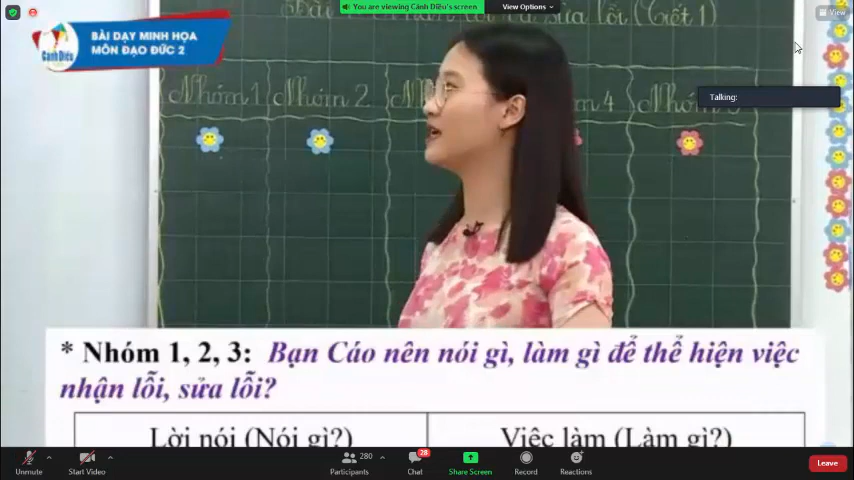 You are viewing Cánh Diều's screen
View Options
View
BÀI DẠY MINH HỌA
MÔN ĐẠO ĐỨC 2
Cánh Diều
lỗi (Tiết 1)
Nhóm 1 Nhóm 2 4
Talking:
* Nhóm 1, 2, 3: Bạn Cáo nên nói gì, làm gì để thể hiện việc
nhận lỗi, sửa lỗi?
Lời nói (Nói gì?) Việc làm (Làm gì?)
280 28
Unmute Start Video Participants Chat Share Screen Record Reactions Leave